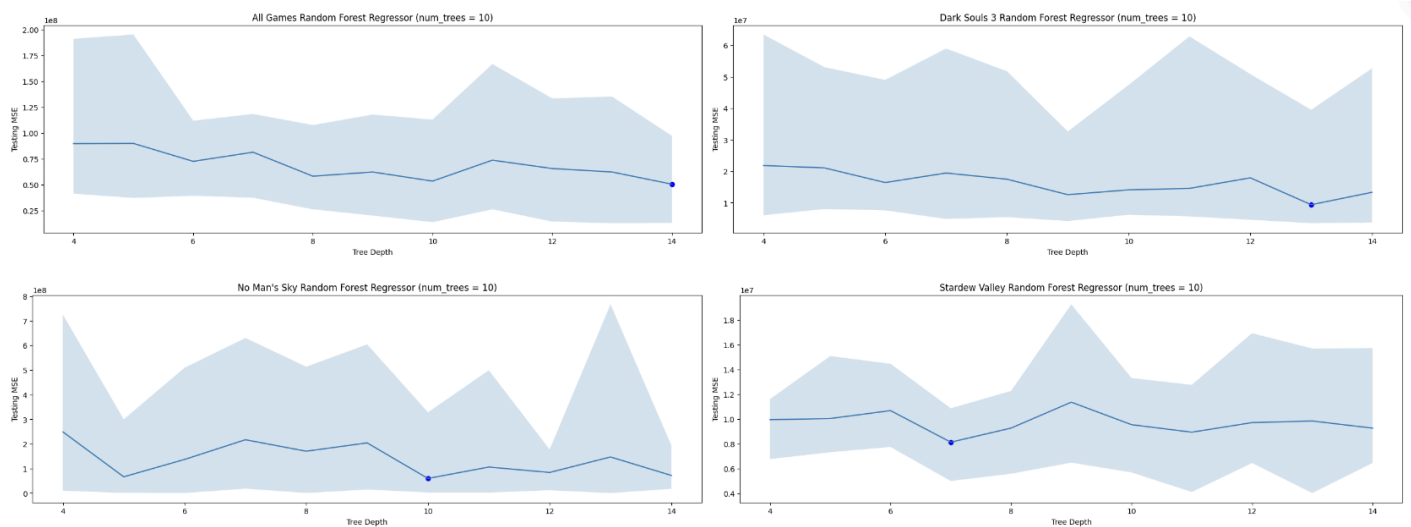 All Games Random Forest Regressor (num_trees = 10)
1e8
2.00
1.75
1.50
1.25
1.00
0.75
0.50
0.25
Testing MSE
4 6 8 10 12 14
Tree Depth
Dark Souls 3 Random Forest Regressor (num_trees = 10)
1e7
6
5
4
3
2
1
Testing MSE
4 6 8 10 12 14
Tree Depth
No Man's Sky Random Forest Regressor (num_trees = 10)
1e8
8
7
6
5
4
3
2
1
0
Testing MSE
4 6 8 10 12 14
Tree Depth
Stardew Valley Random Forest Regressor (num_trees = 10)
1e7
1.8
1.6
1.4
1.2
1.0
0.8
0.6
0.4
Testing MSE
4 6 8 10 12 14
Tree Depth